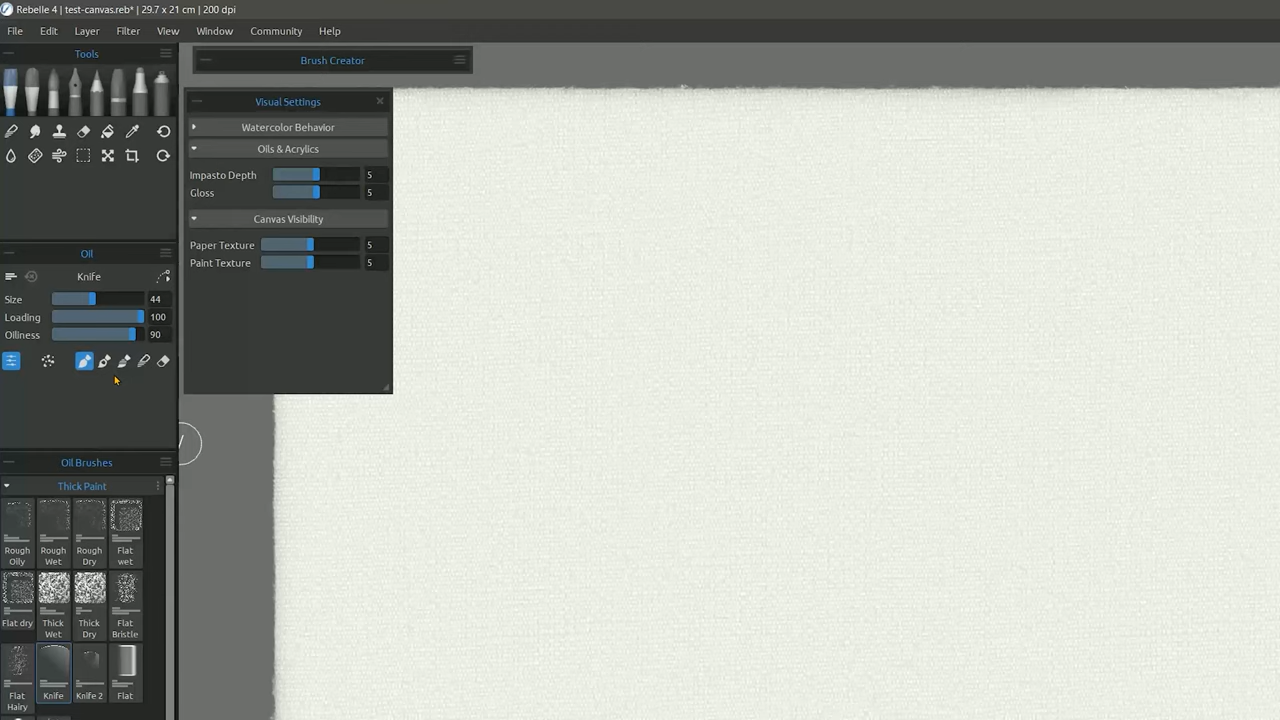 Rebelle 4 | test-canvas.reb* | 29.7 x 21 cm | 200 dpi
File Edit Layer Filter View Window Community Help
Tools
Brush Creator
Visual Settings
Watercolor Behavior
Oils & Acrylics
Impasto Depth 5
Gloss 5
Canvas Visibility
Paper Texture 5
Paint Texture 5
Oil
Knife
Size 44
Loading 100
Oiliness 90
Oil Brushes
Thick Paint
Rough Oily
Rough Wet
Rough Dry
Flat wet
Flat dry
Thick Wet
Thick Dry
Flat Bristle
Flat Hairy
Knife
Knife 2
Flat